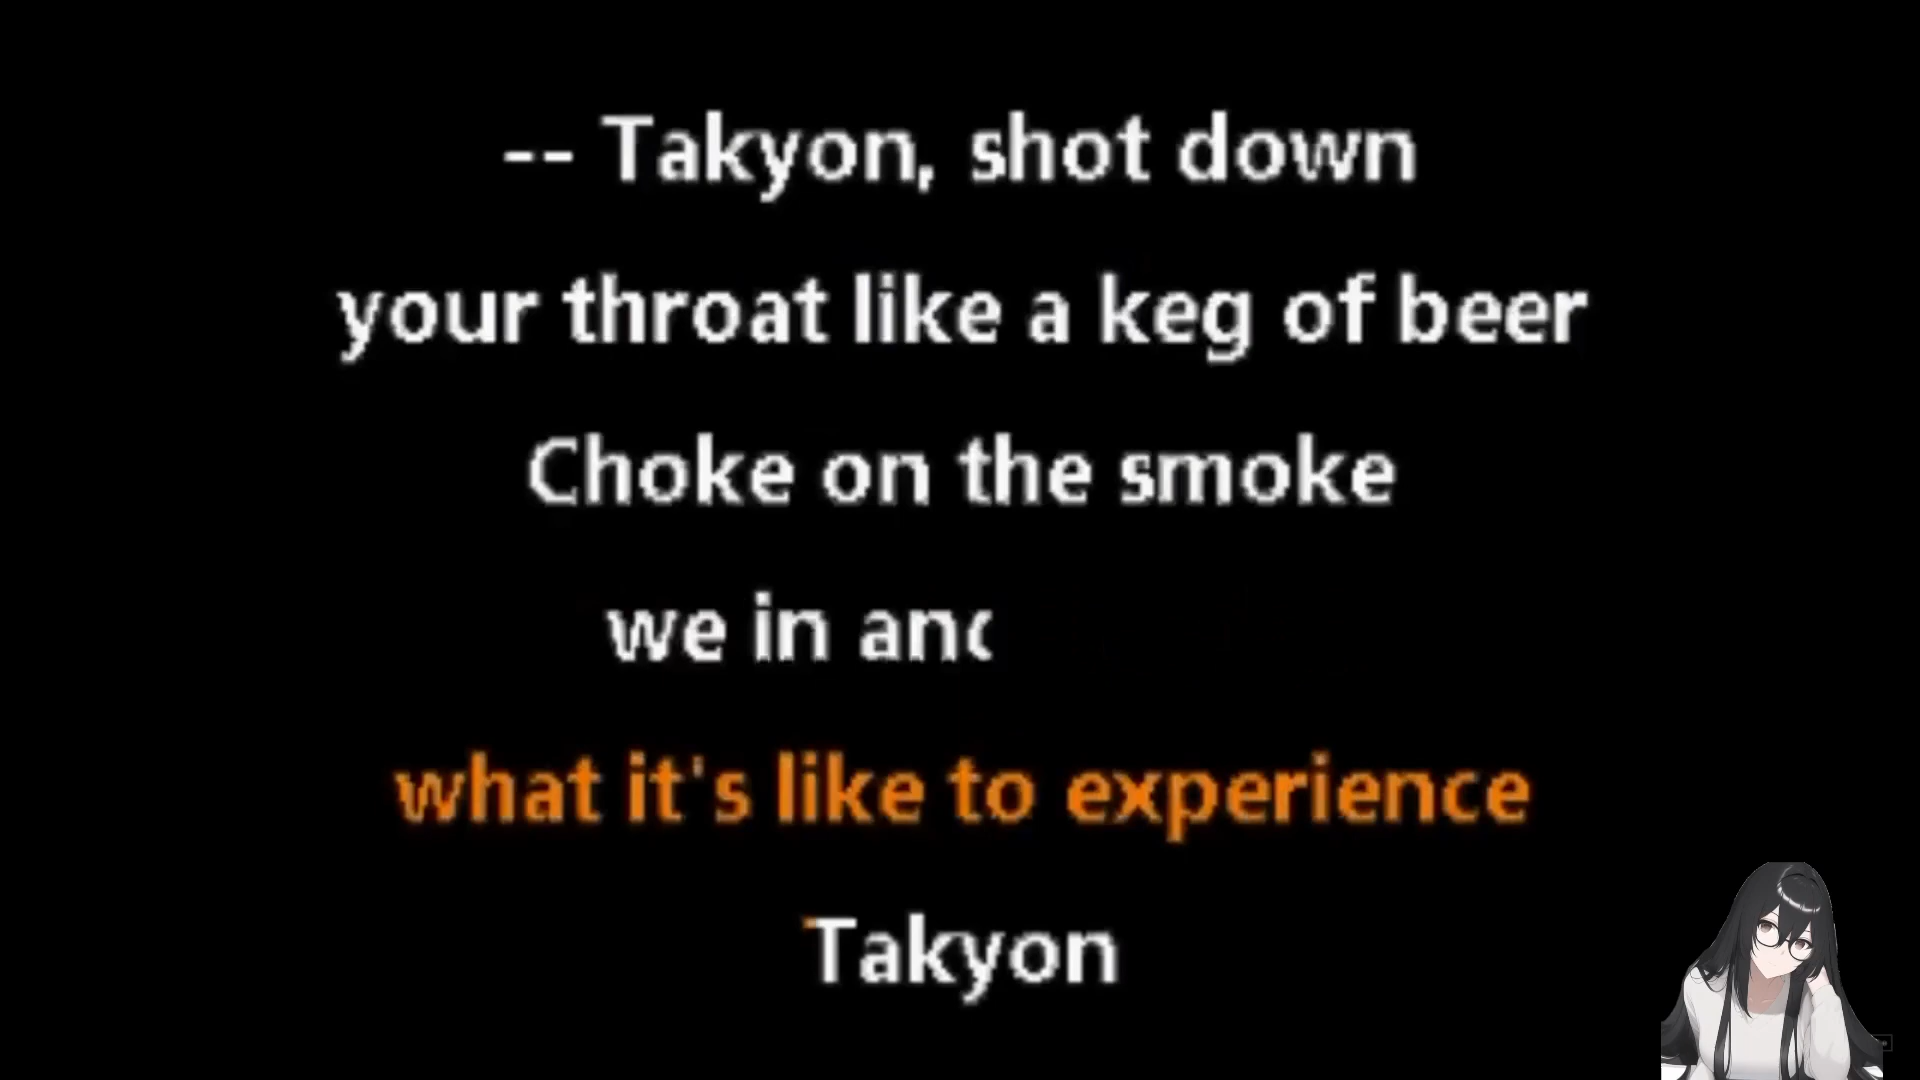 -- Takyon, shot down
your throat like a keg of beer
Choke on the smoke
we in an
what it's like to experience
Takyon